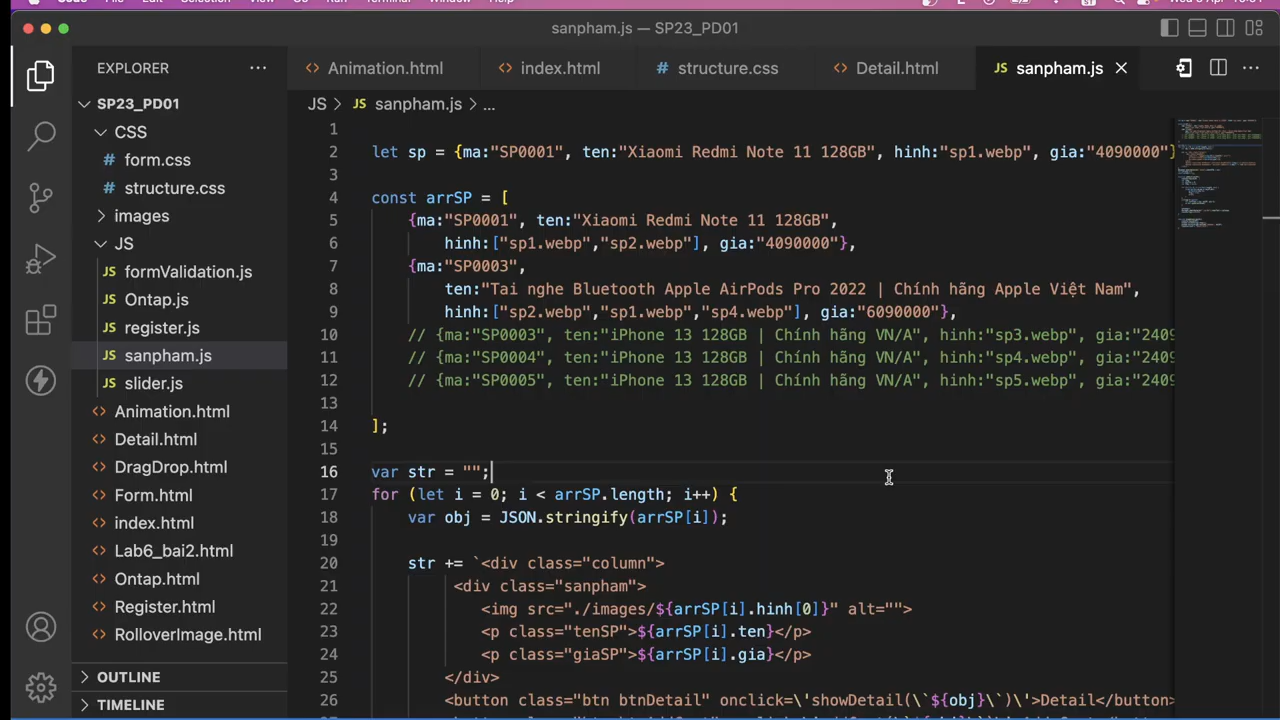 sanpham.js — SP23_PD01
EXPLORER
Animation.html
index.html
structure.css
Detail.html
sanpham.js
SP23_PD01
CSS
form.css
structure.css
images
JS
formValidation.js
Ontap.js
register.js
sanpham.js
slider.js
Animation.html
Detail.html
DragDrop.html
Form.html
index.html
Lab6_bai2.html
Ontap.html
Register.html
RolloverImage.html
OUTLINE
TIMELINE
JS > JS sanpham.js > ...
1
2 let sp = {ma:"SP0001", ten:"Xiaomi Redmi Note 11 128GB", hinh:"sp1.webp", gia:"4090000"}
3
4 const arrSP = [
5 {ma:"SP0001", ten:"Xiaomi Redmi Note 11 128GB",
6 hinh:["sp1.webp","sp2.webp"], gia:"4090000"},
7 {ma:"SP0003",
8 ten:"Tai nghe Bluetooth Apple AirPods Pro 2022 | Chính hãng Apple Việt Nam",
9 hinh:["sp2.webp","sp1.webp","sp4.webp"], gia:"6090000"},
10 // {ma:"SP0003", ten:"iPhone 13 128GB | Chính hãng VN/A", hinh:"sp3.webp", gia:"2409
11 // {ma:"SP0004", ten:"iPhone 13 128GB | Chính hãng VN/A", hinh:"sp4.webp", gia:"2409
12 // {ma:"SP0005", ten:"iPhone 13 128GB | Chính hãng VN/A", hinh:"sp5.webp", gia:"2409
13
14 ];
15
16 var str = "";
17 for (let i = 0; i < arrSP.length; i++) {
18 var obj = JSON.stringify(arrSP[i]);
19
20 str += `<div class="column">
21 <div class="sanpham">
22 <img src="./images/${arrSP[i].hinh[0]}" alt="">
23 <p class="tenSP">${arrSP[i].ten}</p>
24 <p class="giaSP">${arrSP[i].gia}</p>
25 </div>
26 <button class="btn btnDetail" onclick=\'showDetail(\`${obj}\`)\'>Detail</button>